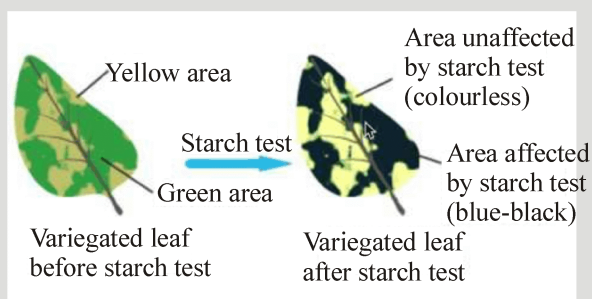 Yellow area
Green area
Variegated leaf
before starch test
Starch test
Area unaffected
by starch test
(colourless)
Area affected
by starch test
(blue-black)
Variegated leaf
after starch test